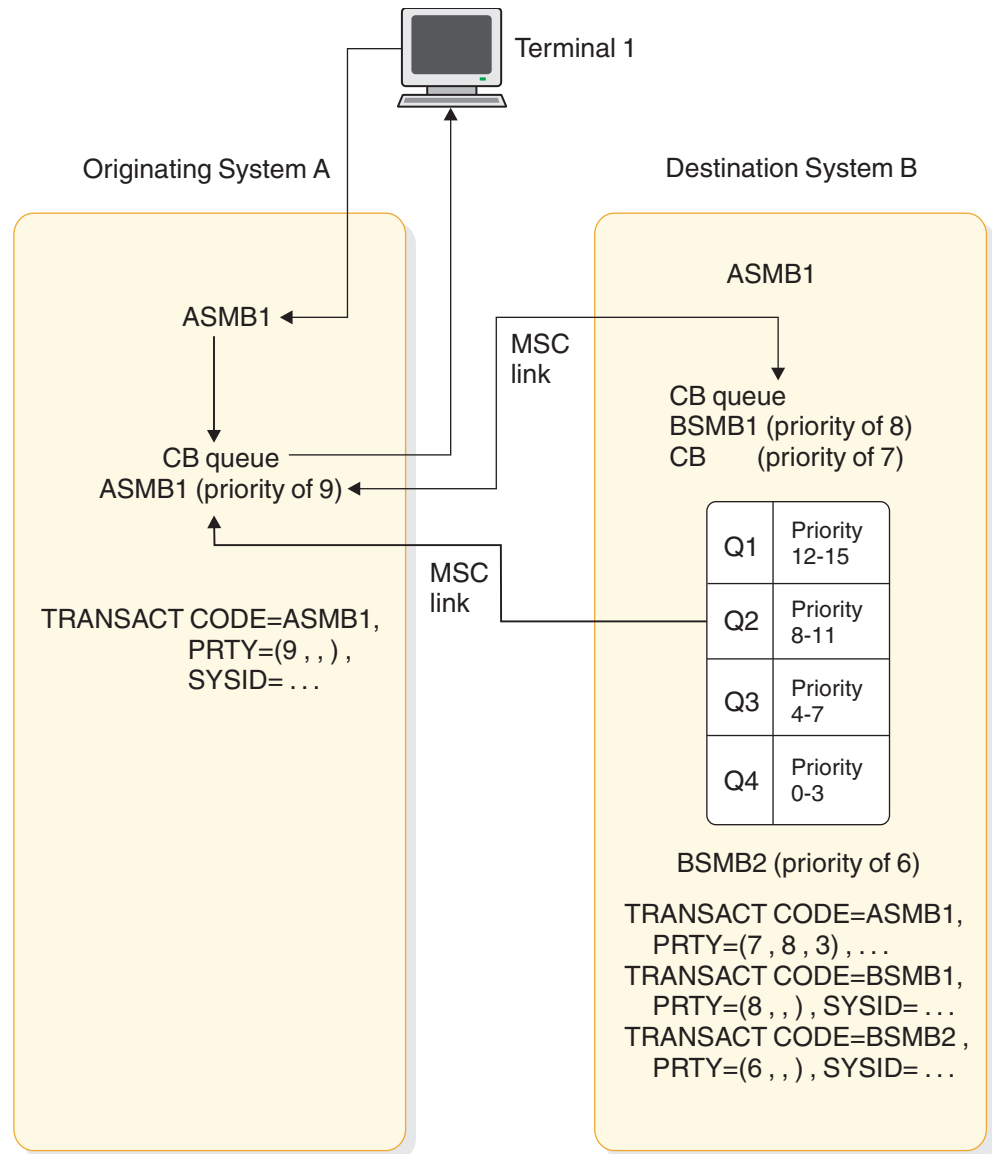 Terminal 1
Originating System A
Destination System B
ASMB1
ASMB1
MSC
link
CB queue
BSMB1 (priority of 8)
CB (priority of 7)
CB queue
ASMB1 (priority of 9)
Q1 Priority
12-15
MSC
link
Q2 Priority
8-11
TRANSACT CODE=ASMB1,
PRTY=(9 , , ) ,
SYSID= . . .
Q3 Priority
4-7
Q4 Priority
0-3
BSMB2 (priority of 6)
TRANSACT CODE=ASMB1,
PRTY=(7 , 8 , 3) , . . .
TRANSACT CODE=BSMB1,
PRTY=(8 , , ) , SYSID= . . .
TRANSACT CODE=BSMB2 ,
PRTY=(6 , , ) , SYSID= . . .